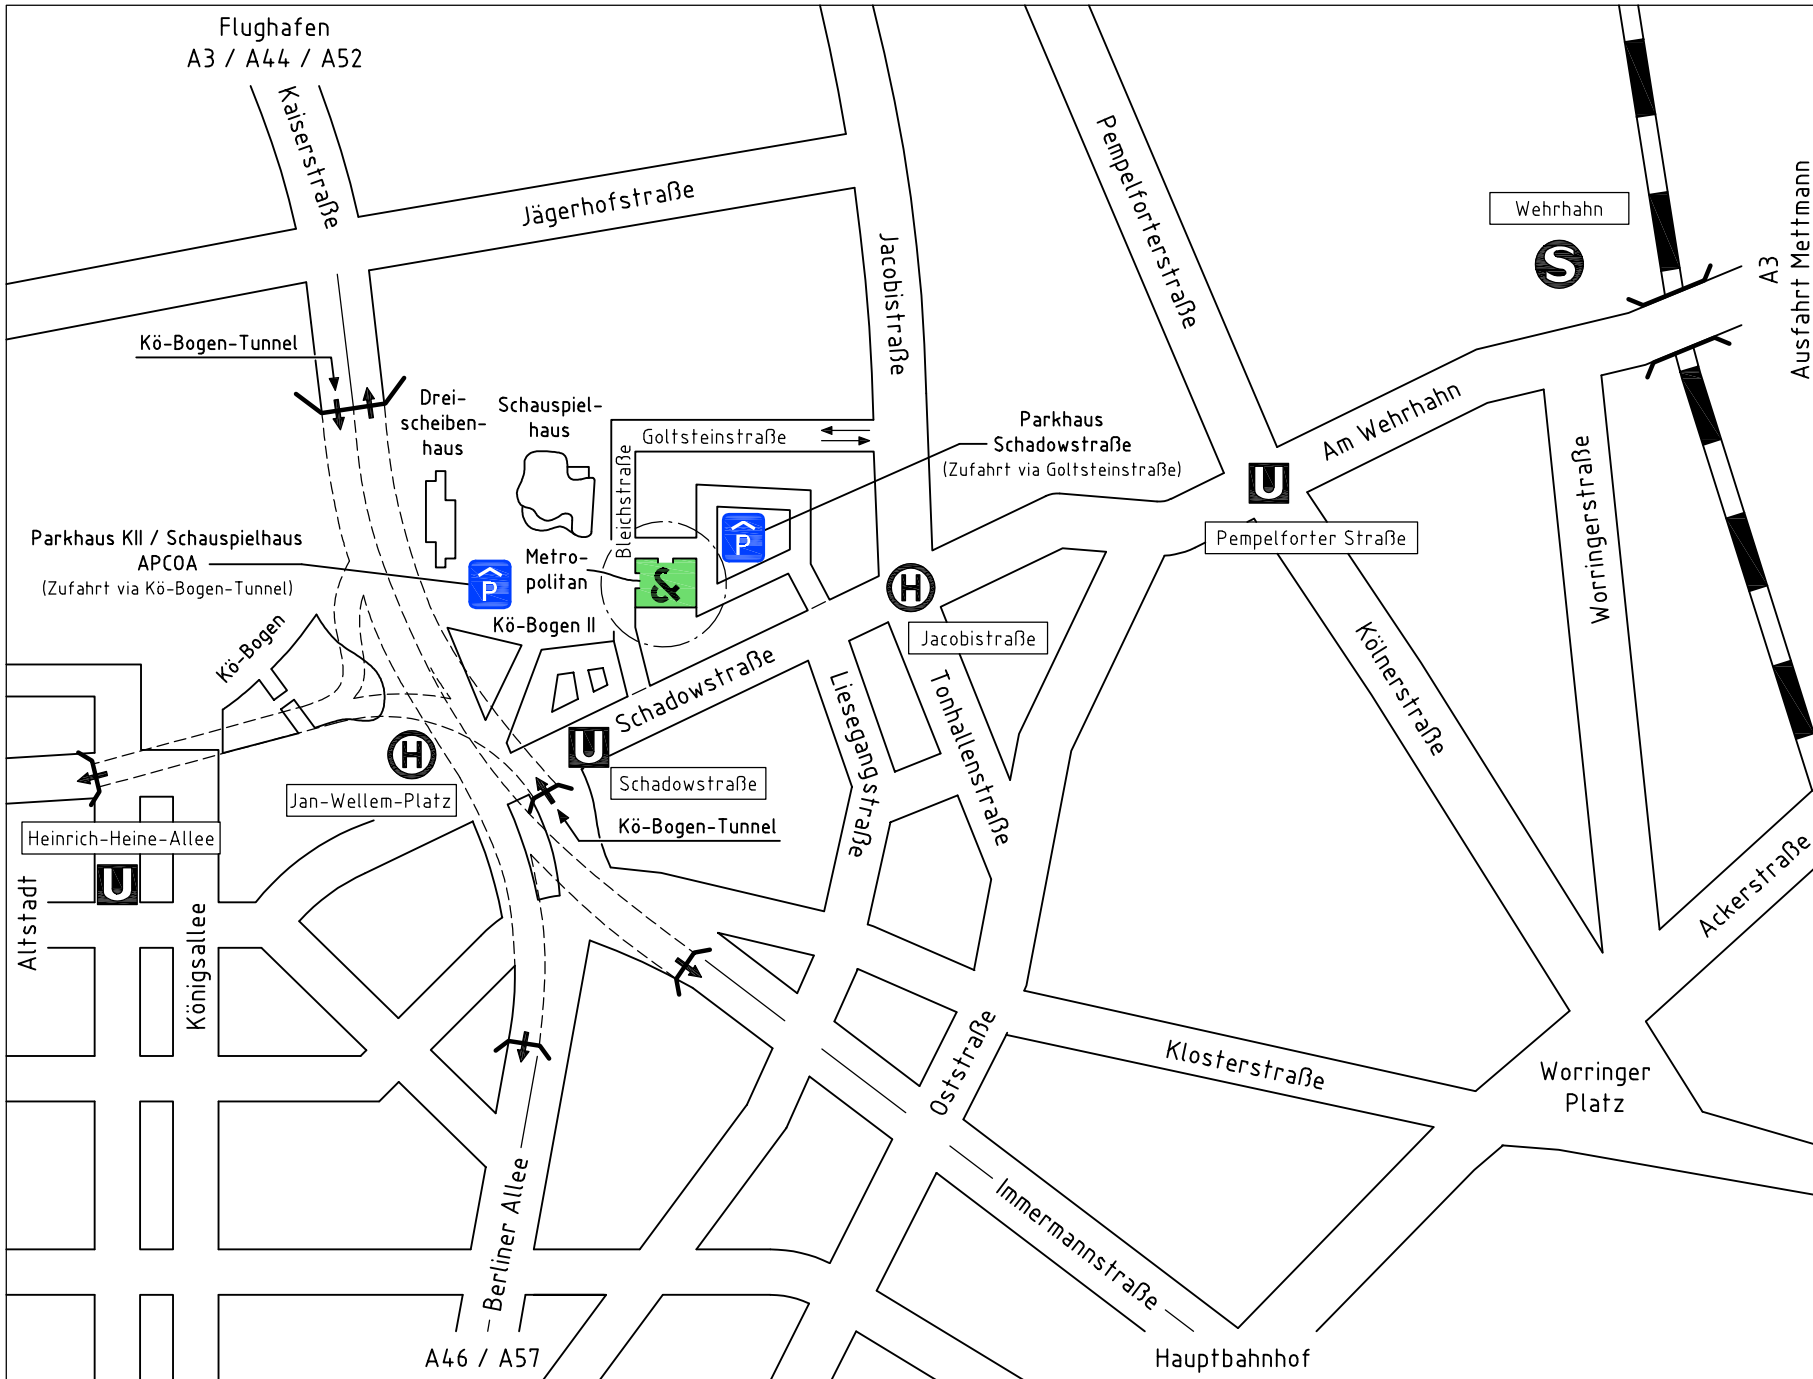 Flughafen
A3 / A44 / A52
Kaiserstraße
Jägerhofstraße
Jacobistraße
Pempelforterstraße
Wehrhahn
S
A3
Ausfahrt Mettmann
Kö-Bogen-Tunnel
Drei-
scheiben-
haus
Schauspiel-
haus
Goltsteinstraße
Bleichstraße
Parkhaus
Schadowstraße
(Zufahrt via Goltsteinstraße)
Am Wehrhahn
U
Pempelforter Straße
Worringerstraße
Parkhaus KII / Schauspielhaus
APCOA
(Zufahrt via Kö-Bogen-Tunnel)
P
Metro-
politan
&
P
Kö-Bogen II
Kö-Bogen
H
Jacobistraße
Schadowstraße
Liesegangstraße
Tonhallenstraße
Kölnerstraße
H
Jan-Wellem-Platz
U
Schadowstraße
Kö-Bogen-Tunnel
Heinrich-Heine-Allee
U
Altstadt
Königsallee
Ackerstraße
Oststraße
Klosterstraße
Worringer
Platz
Immermannstraße
Berliner Allee
A46 / A57
Hauptbahnhof